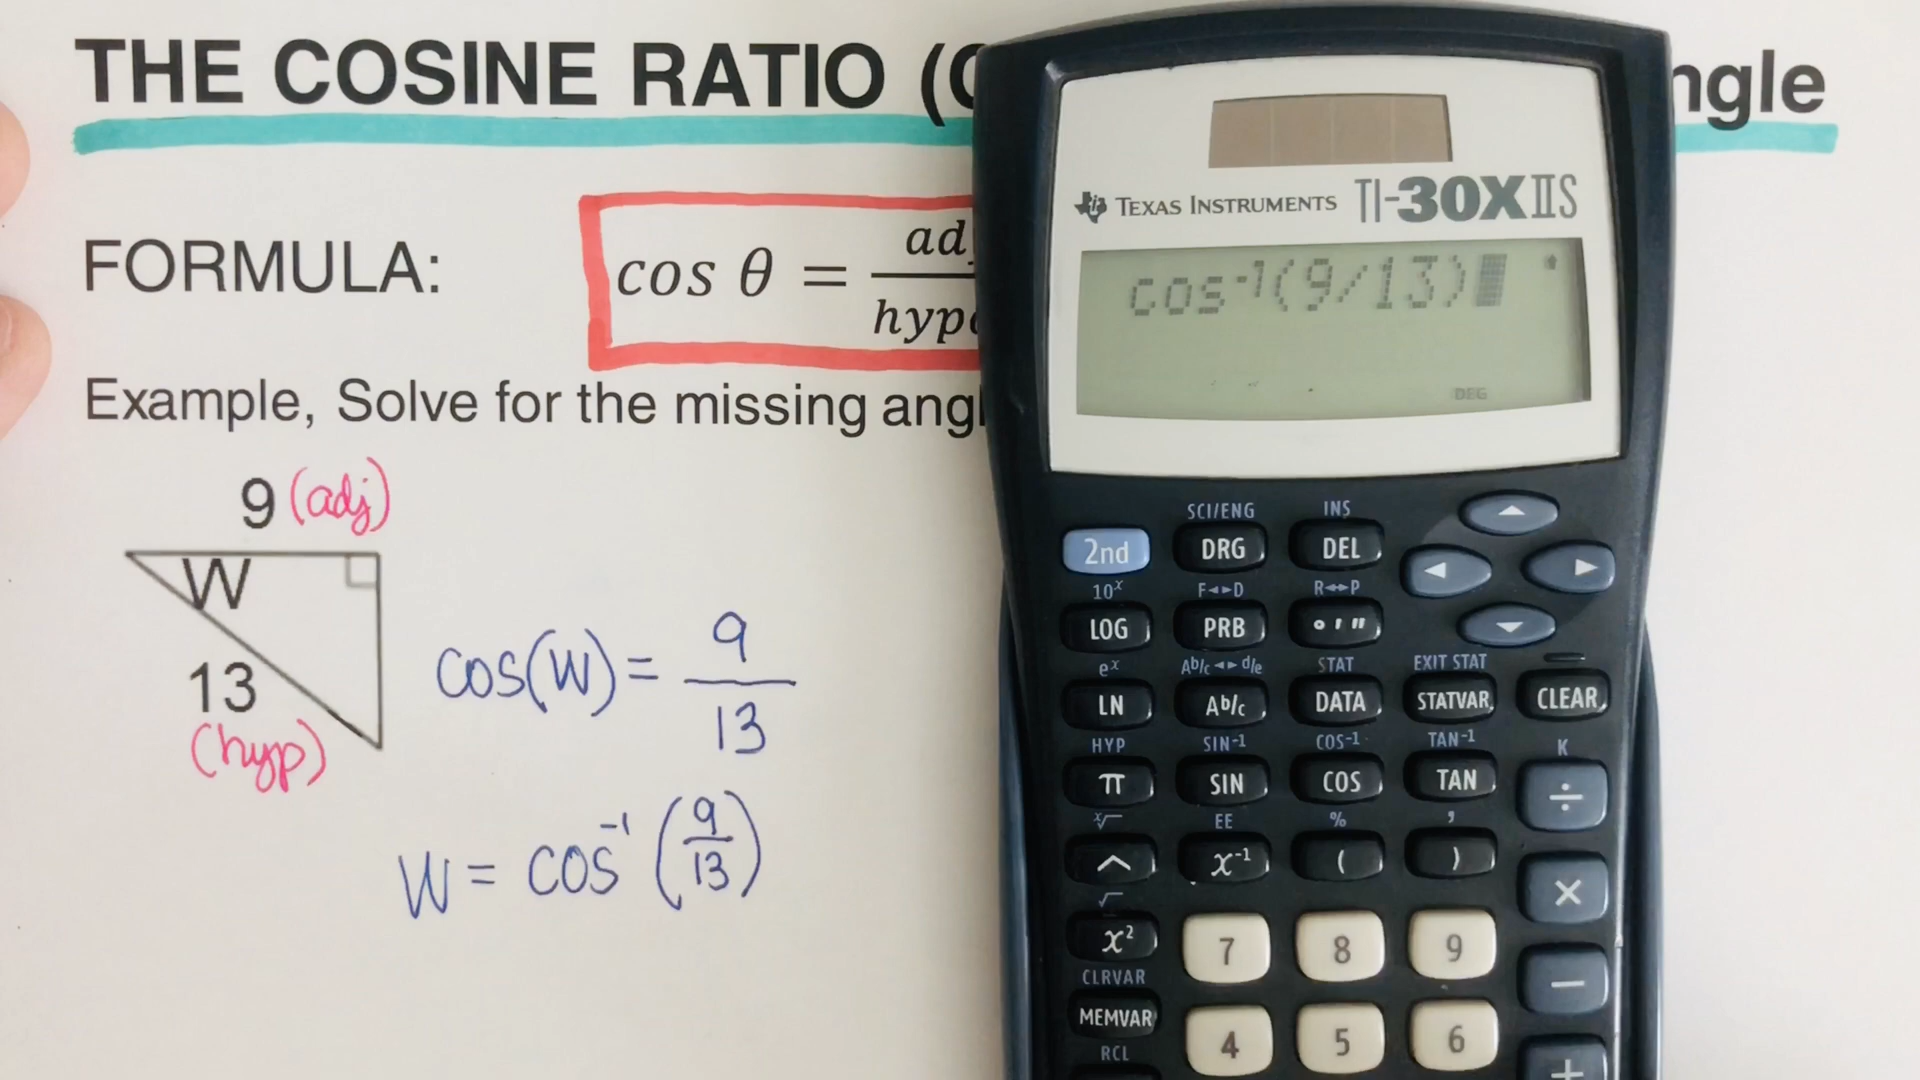 THE COSINE RATIO (
ngle
FORMULA:
cos θ =
ad
hyp
Example, Solve for the missing ang
9 (adj)
W
13
(hyp)
cos(W) = 9
13
W = cos⁻¹ (9/13)
TEXAS INSTRUMENTS TI-30X IIS
cos⁻¹(9/13)
DEG
SCI/ENG INS
2nd DRG DEL
10ˣ F◄►D R◄►P
LOG PRB ° ' "
eˣ Ab/c◄►d/e STAT EXIT STAT
LN Ab/c DATA STATVAR CLEAR
HYP SIN⁻¹ COS⁻¹ TAN⁻¹ K
π SIN COS TAN ÷
ˣ√ EE % ,
^ x⁻¹ ( ) ×
√
x² 7 8 9 −
CLRVAR
MEMVAR 4 5 6 +
RCL